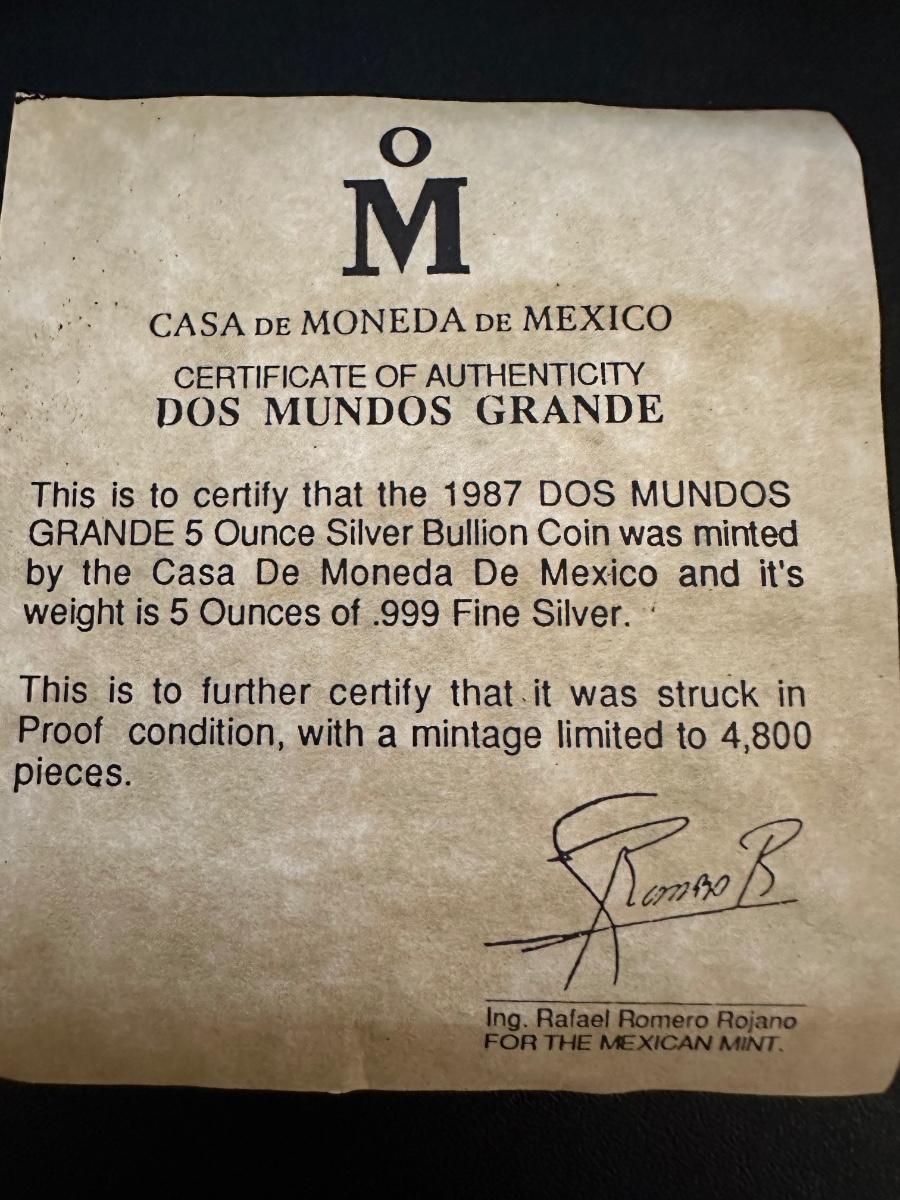 O
M
CASA DE MONEDA DE MEXICO
CERTIFICATE OF AUTHENTICITY
DOS MUNDOS GRANDE
This is to certify that the 1987 DOS MUNDOS
GRANDE 5 Ounce Silver Bullion Coin was minted
by the Casa De Moneda De Mexico and it's
weight is 5 Ounces of .999 Fine Silver.
This is to further certify that it was struck in
Proof condition, with a mintage limited to 4,800
pieces.
Romero R
Ing. Rafael Romero Rojano
FOR THE MEXICAN MINT.